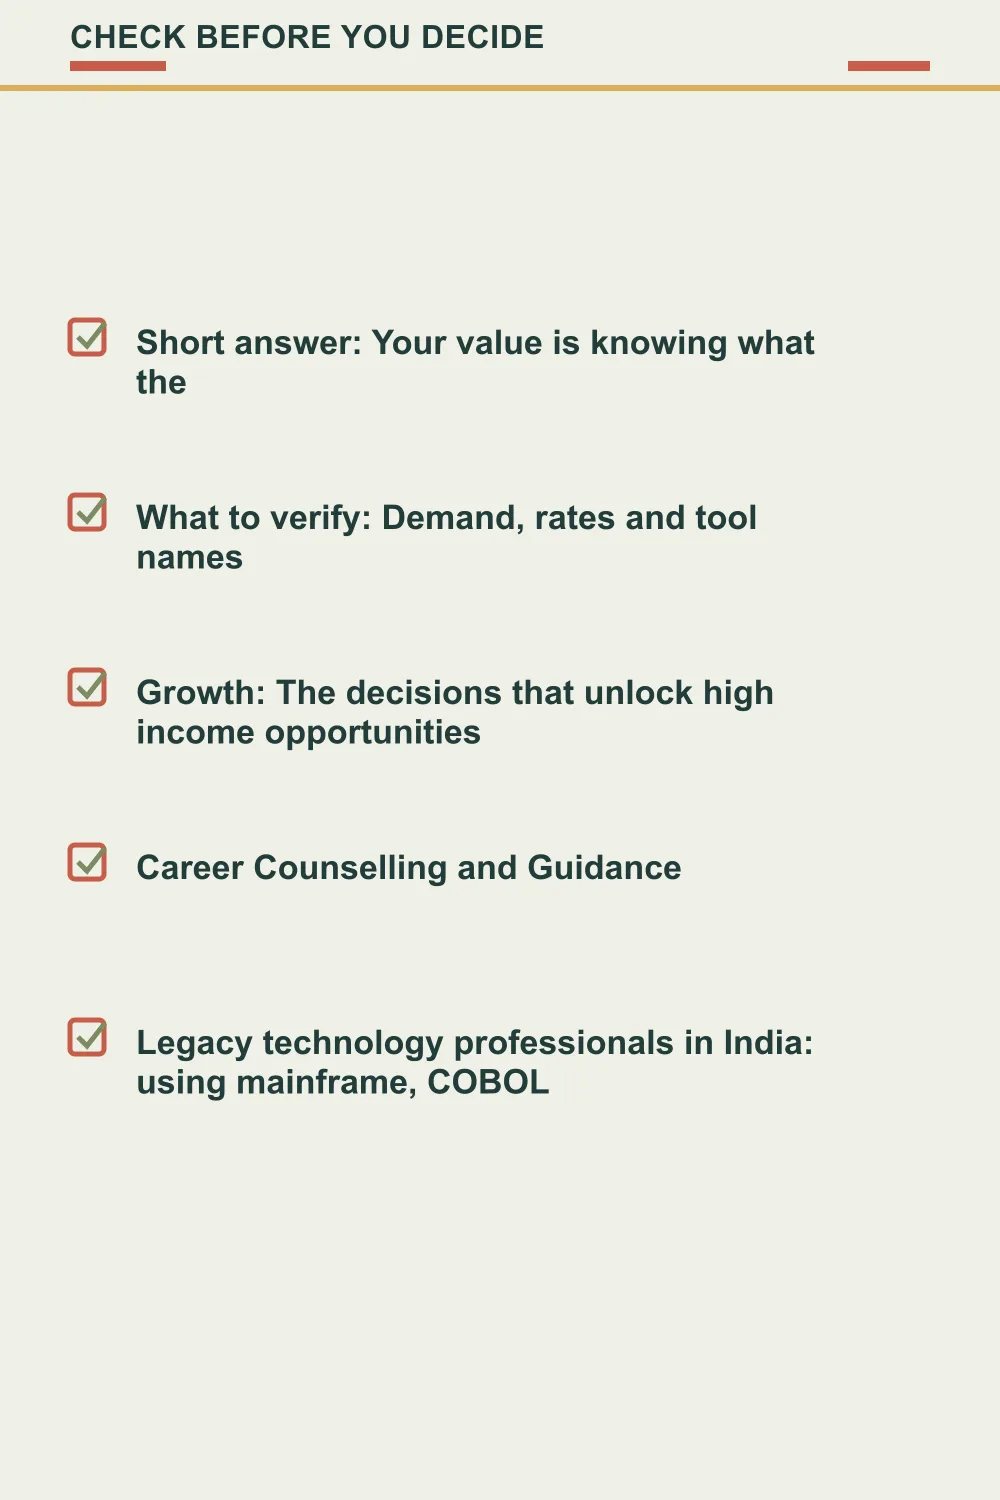 CHECK BEFORE YOU DECIDE
Short answer: Your value is knowing what
the
What to verify: Demand, rates and tool
names
Growth: The decisions that unlock high
income opportunities
Career Counselling and Guidance
Legacy technology professionals in India:
using mainframe, COBOL